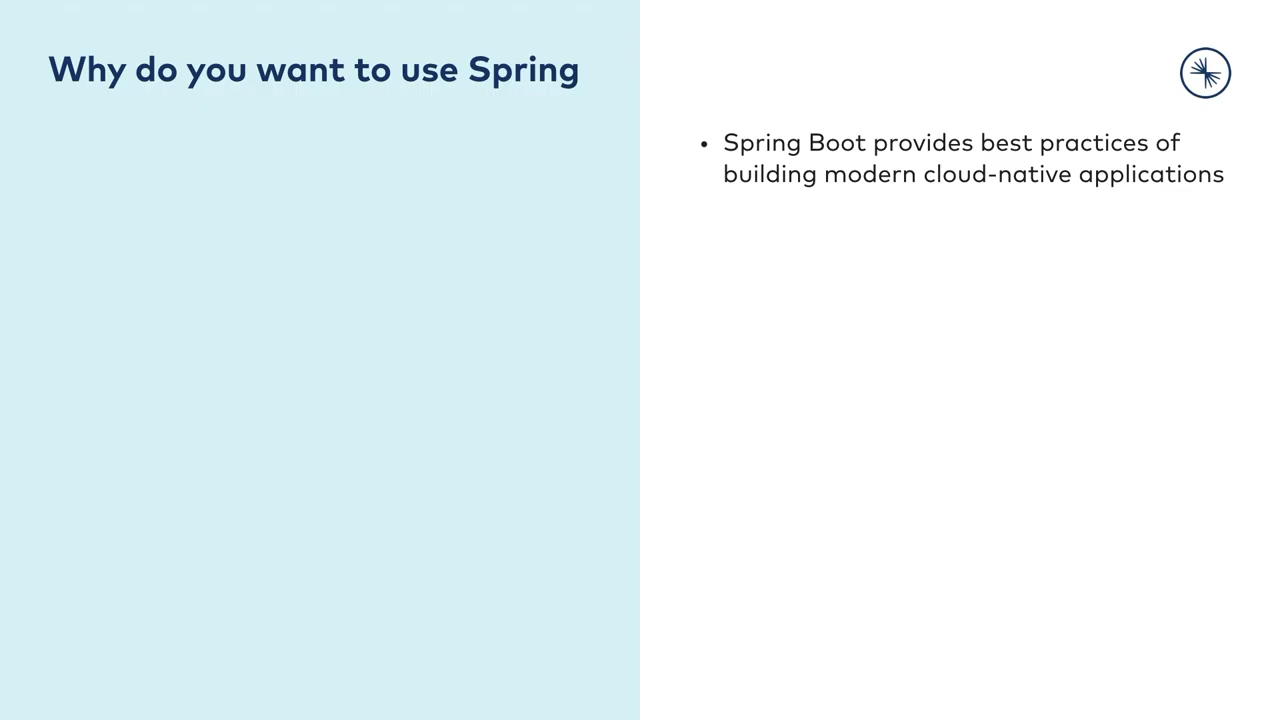 Why do you want to use Spring
• Spring Boot provides best practices of
building modern cloud-native applications